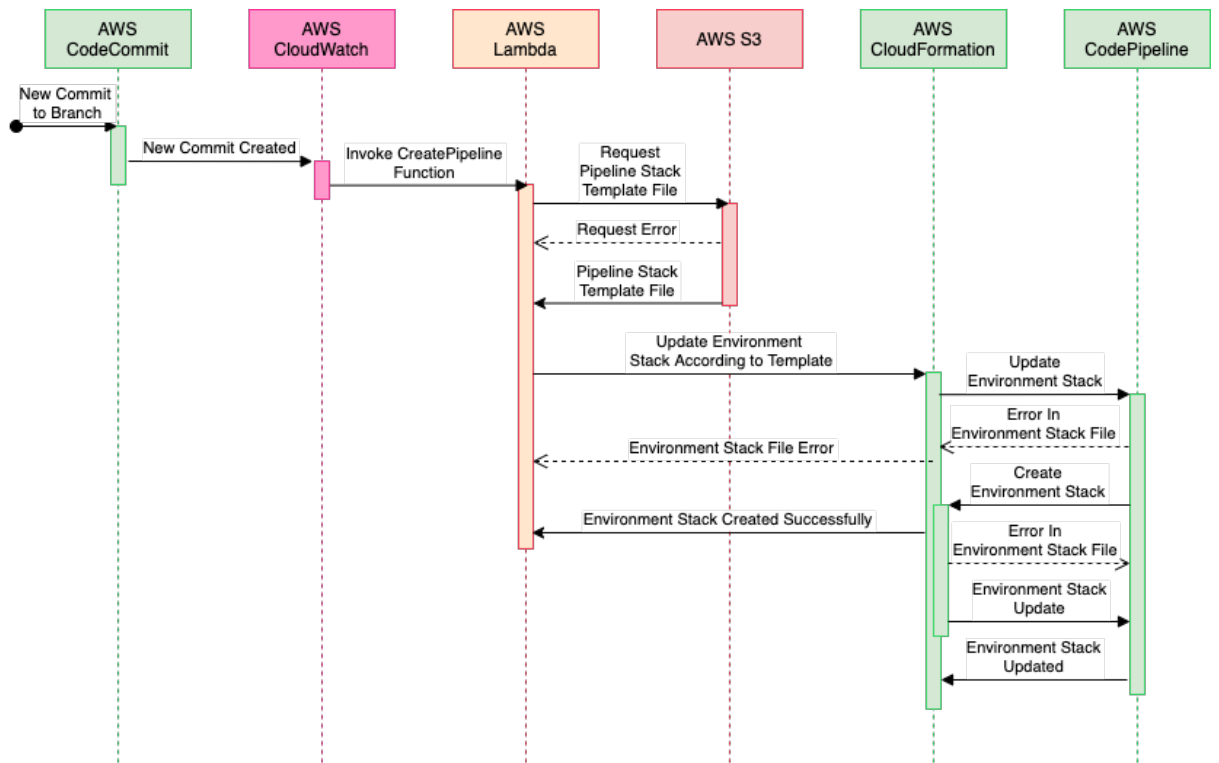 AWS
CodeCommit
AWS
CloudWatch
AWS
Lambda
AWS S3
AWS
CloudFormation
AWS
CodePipeline
New Commit
to Branch
New Commit Created
Invoke CreatePipeline
Function
Request
Pipeline Stack
Template File
Request Error
Pipeline Stack
Template File
Update Environment
Stack According to Template
Update
Environment Stack
Error In
Environment Stack File
Environment Stack File Error
Create
Environment Stack
Environment Stack Created Successfully
Error In
Environment Stack File
Environment Stack
Update
Environment Stack
Updated